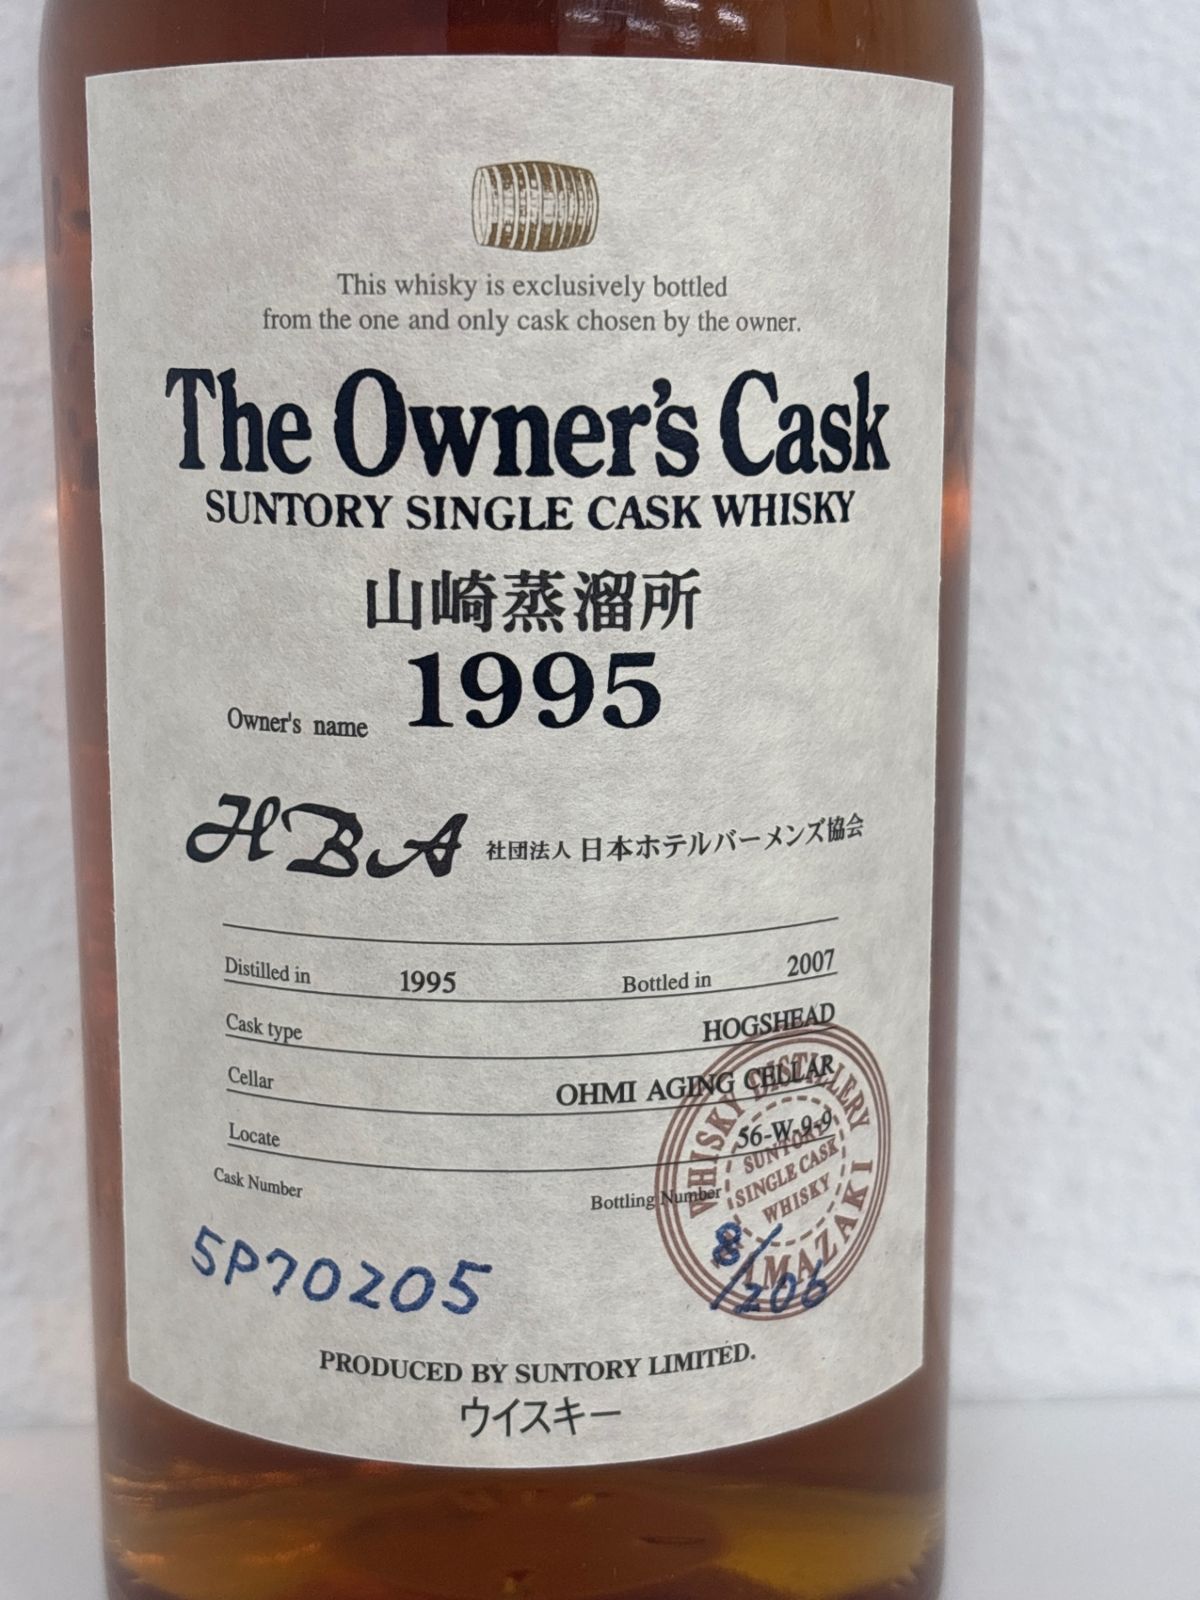 This whisky is exclusively bottled
from the one and only cask chosen by the owner.
The Owner's Cask
SUNTORY SINGLE CASK WHISKY
山崎蒸溜所
1995
Owner's name
HBA 社団法人 日本ホテルバーメンズ協会
Distilled in 1995 Bottled in 2007
Cask type HOGSHEAD
Cellar OHMI AGING CELLAR
Locate 56-W-9-9
Cask Number Bottling Number
5P70205 8/206
WHISKY DISTILLERY
SUNTORY
SINGLE CASK
WHISKY
YAMAZAKI
PRODUCED BY SUNTORY LIMITED.
ウイスキー